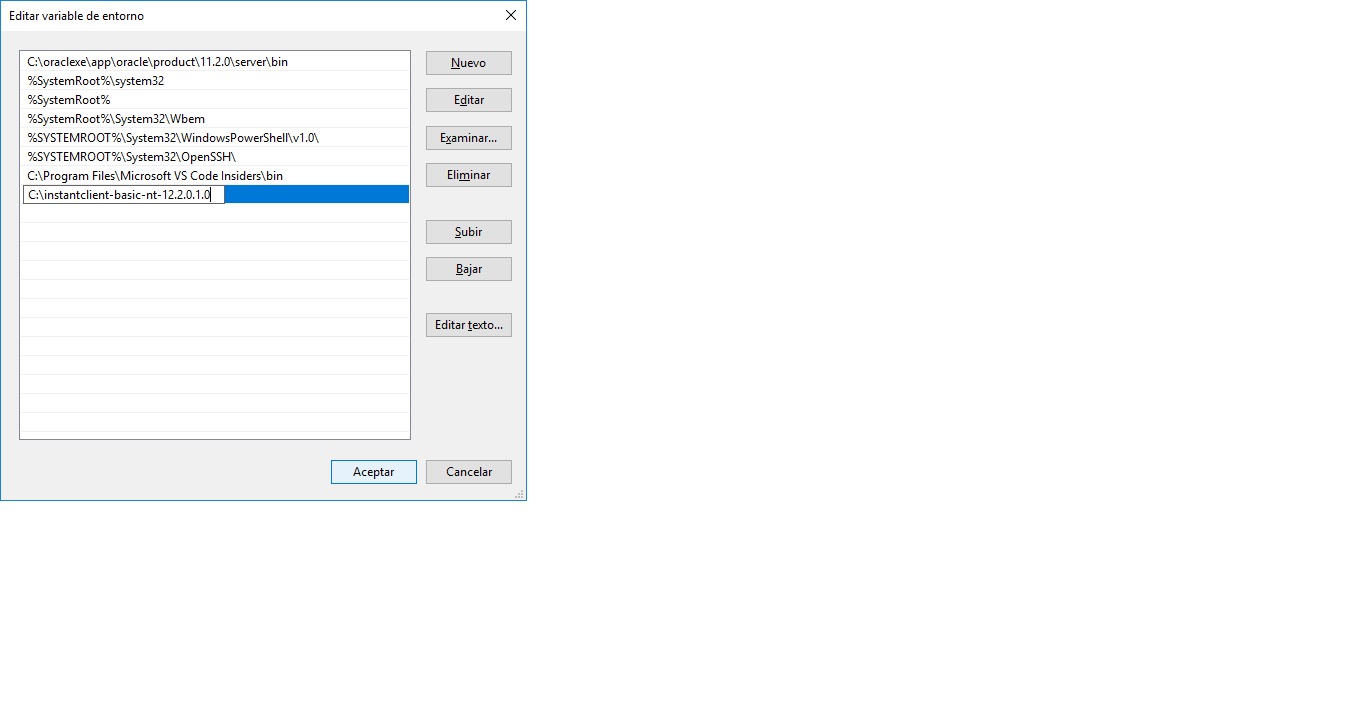 Editar variable de entorno
C:\oraclexe\app\oracle\product\11.2.0\server\bin
%SystemRoot%\system32
%SystemRoot%
%SystemRoot%\System32\Wbem
%SYSTEMROOT%\System32\WindowsPowerShell\v1.0\
%SYSTEMROOT%\System32\OpenSSH\
C:\Program Files\Microsoft VS Code Insiders\bin
C:\instantclient-basic-nt-12.2.0.1.0
Nuevo
Editar
Examinar...
Eliminar
Subir
Bajar
Editar texto...
Aceptar
Cancelar